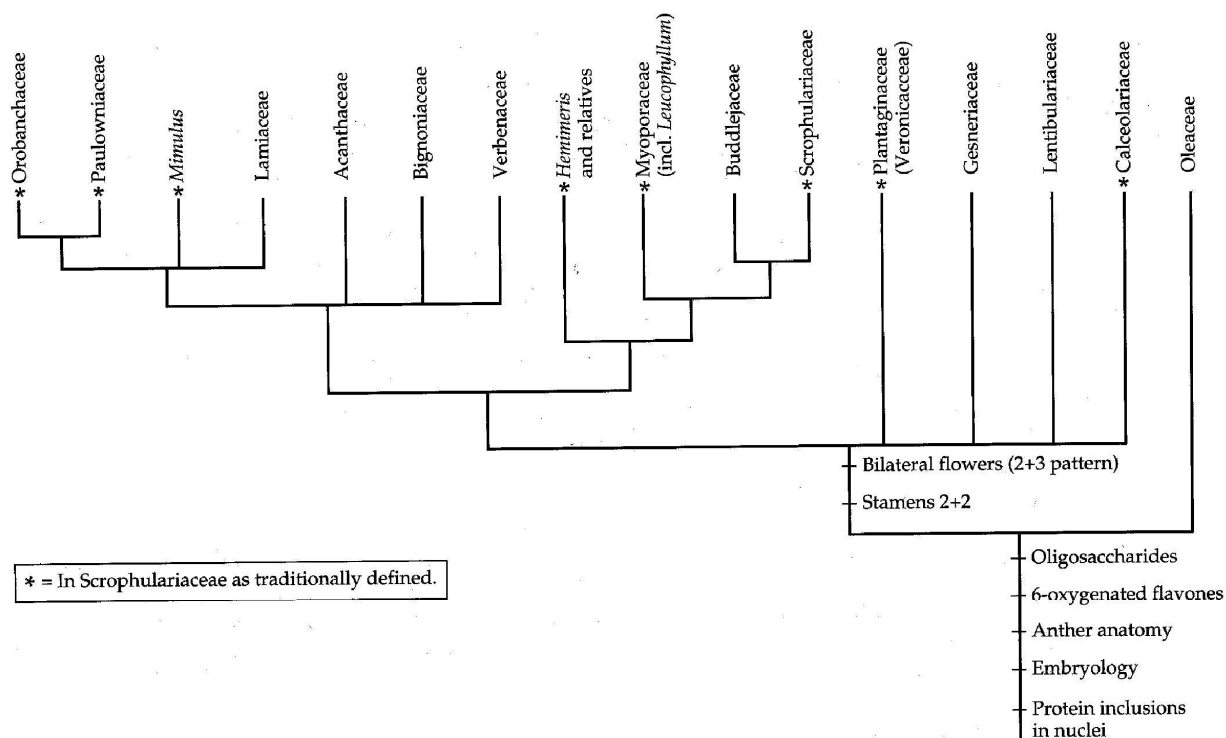 * Orobanchaceae
* Paulowniaceae
* Mimulus
Lamiaceae
Acanthaceae
Bignoniaceae
Verbenaceae
* Hemimeris
and relatives
* Myoporaceae
(incl. Leucophyllum)
Buddlejaceae
* Scrophulariaceae
* Plantaginaceae
(Veronicacceae)
Gesneriaceae
Lentibulariaceae
* Calceolariaceae
Oleaceae
Bilateral flowers (2+3 pattern)
Stamens 2+2
* = In Scrophulariaceae as traditionally defined.
Oligosaccharides
6-oxygenated flavones
Anther anatomy
Embryology
Protein inclusions
in nuclei